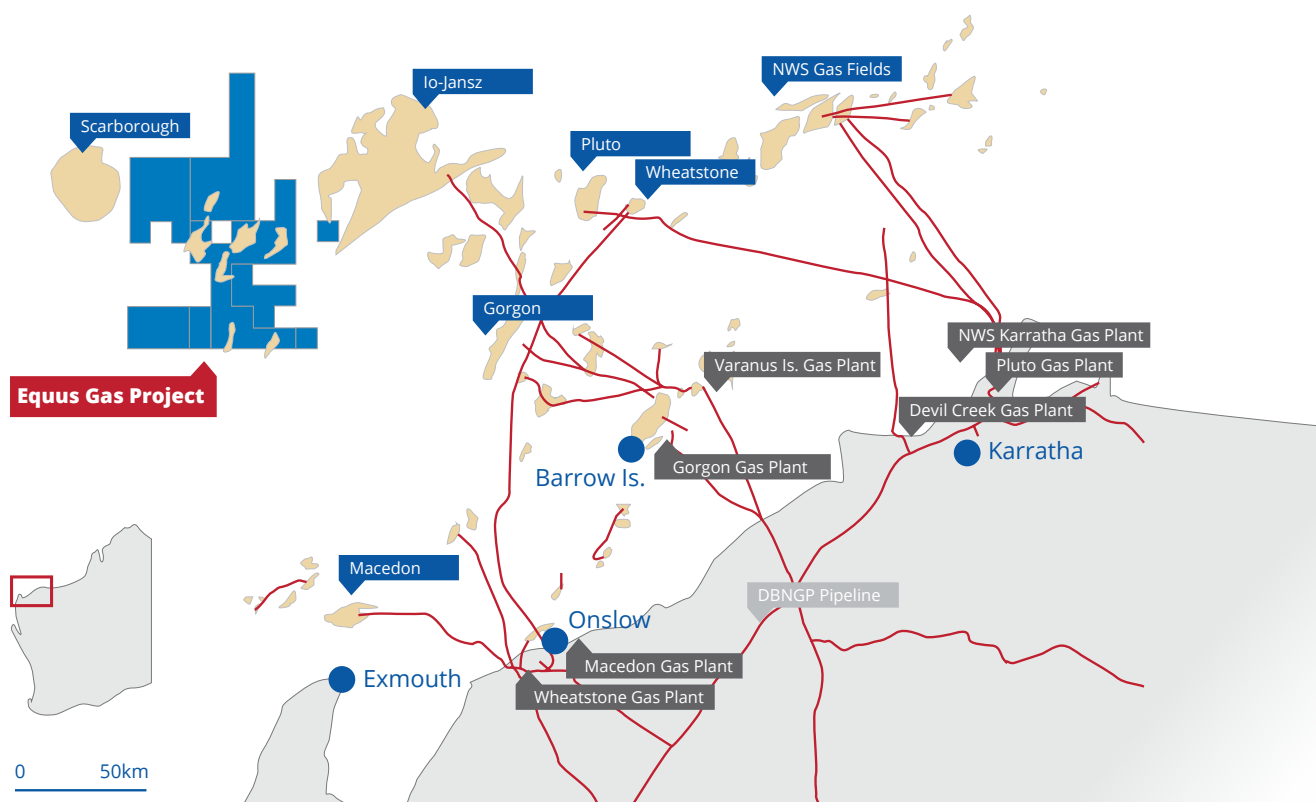 Io-Jansz
NWS Gas Fields
Scarborough
Pluto
Wheatstone
Gorgon
NWS Karratha Gas Plant
Varanus Is. Gas Plant
Pluto Gas Plant
Equus Gas Project
Devil Creek Gas Plant
Karratha
Gorgon Gas Plant
Barrow Is.
Macedon
DBNGP Pipeline
Onslow
Macedon Gas Plant
Exmouth
Wheatstone Gas Plant
0 50km